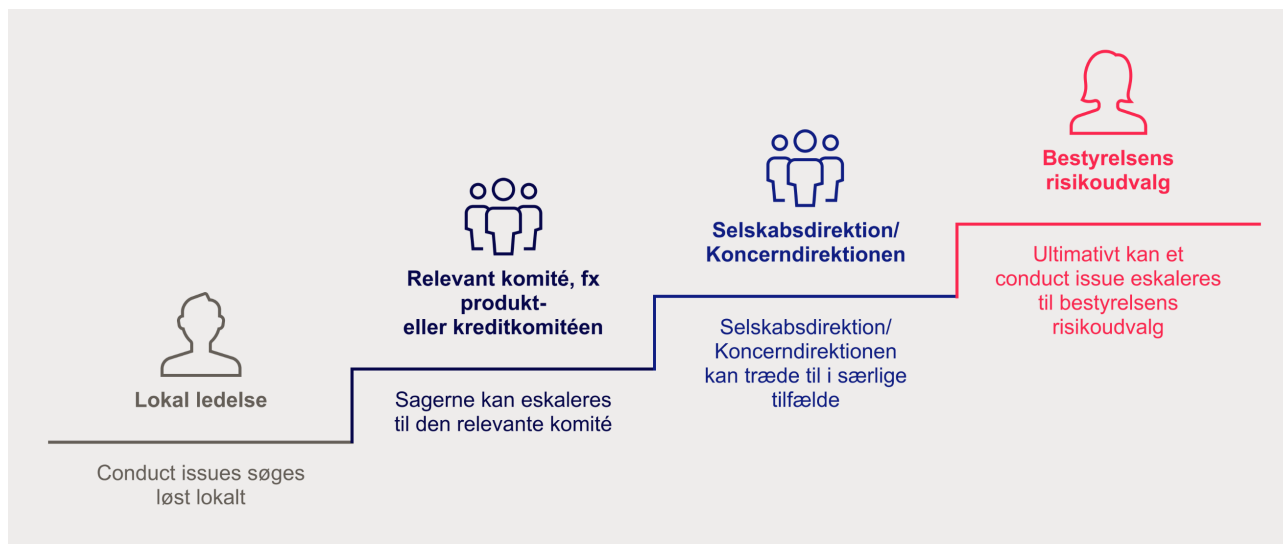 Lokal ledelse
Conduct issues søges
løst lokalt
Relevant komité, fx
produkt-
eller kreditkomitéen
Sagerne kan eskaleres
til den relevante komité
Selskabsdirektion/
Koncerndirektionen
Selskabsdirektion/
Koncerndirektionen
kan træde til i særlige
tilfælde
Bestyrelsens
risikoudvalg
Ultimativt kan et
conduct issue eskaleres
til bestyrelsens
risikoudvalg